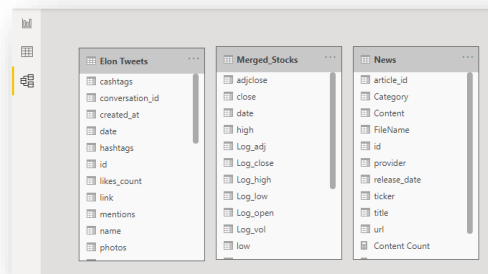 Elon Tweets
cashtags
conversation_id
created_at
date
hashtags
id
likes_count
link
mentions
name
photos
Merged_Stocks
adjclose
close
date
high
Log_adj
Log_close
Log_high
Log_low
Log_open
Log_vol
low
News
article_id
Category
Content
FileName
id
provider
release_date
ticker
title
url
Content Count